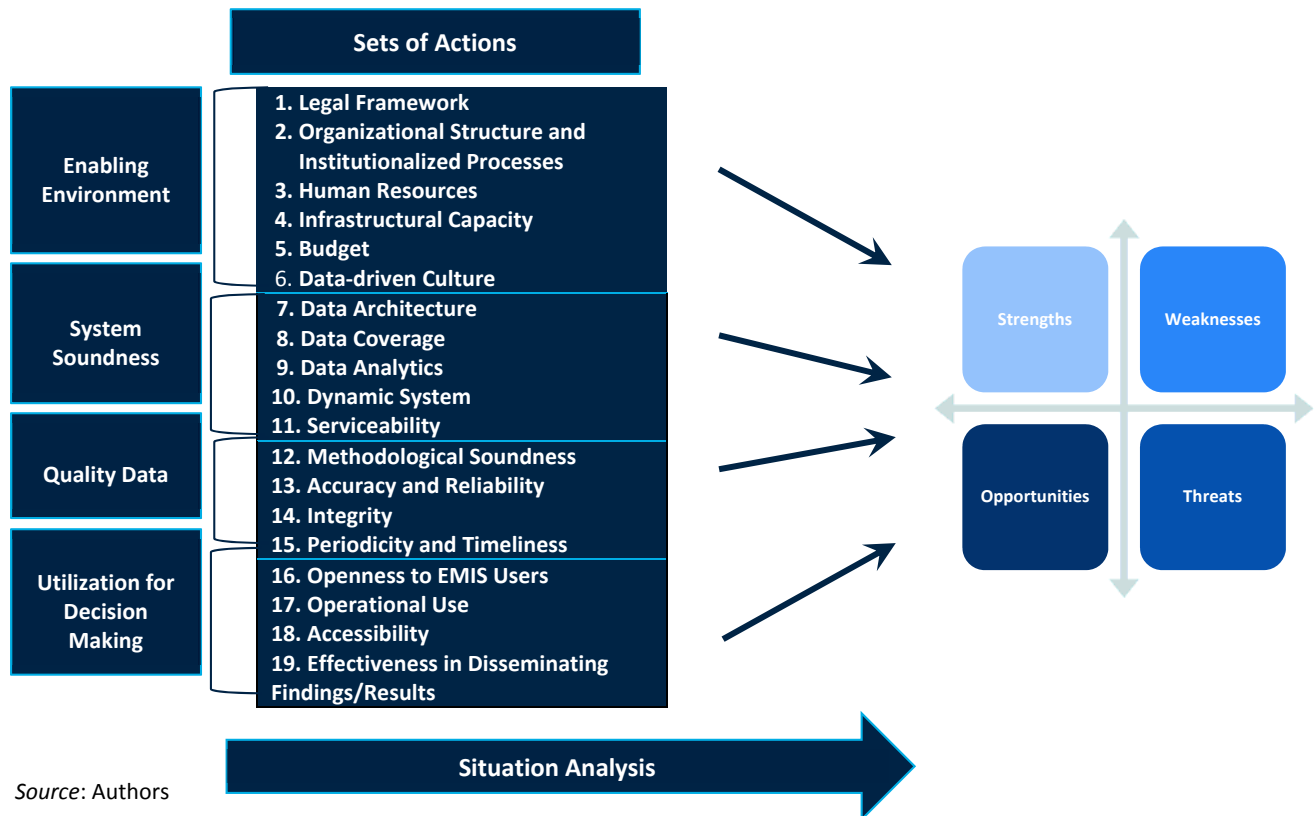 Sets of Actions
Enabling
Environment
System
Soundness
Quality Data
Utilization for
Decision
Making
1. Legal Framework
2. Organizational Structure and
Institutionalized Processes
3. Human Resources
4. Infrastructural Capacity
5. Budget
6. Data-driven Culture
7. Data Architecture
8. Data Coverage
9. Data Analytics
10. Dynamic System
11. Serviceability
12. Methodological Soundness
13. Accuracy and Reliability
14. Integrity
15. Periodicity and Timeliness
16. Openness to EMIS Users
17. Operational Use
18. Accessibility
19. Effectiveness in Disseminating
Findings/Results
Strengths
Weaknesses
Opportunities
Threats
Situation Analysis
Source: Authors